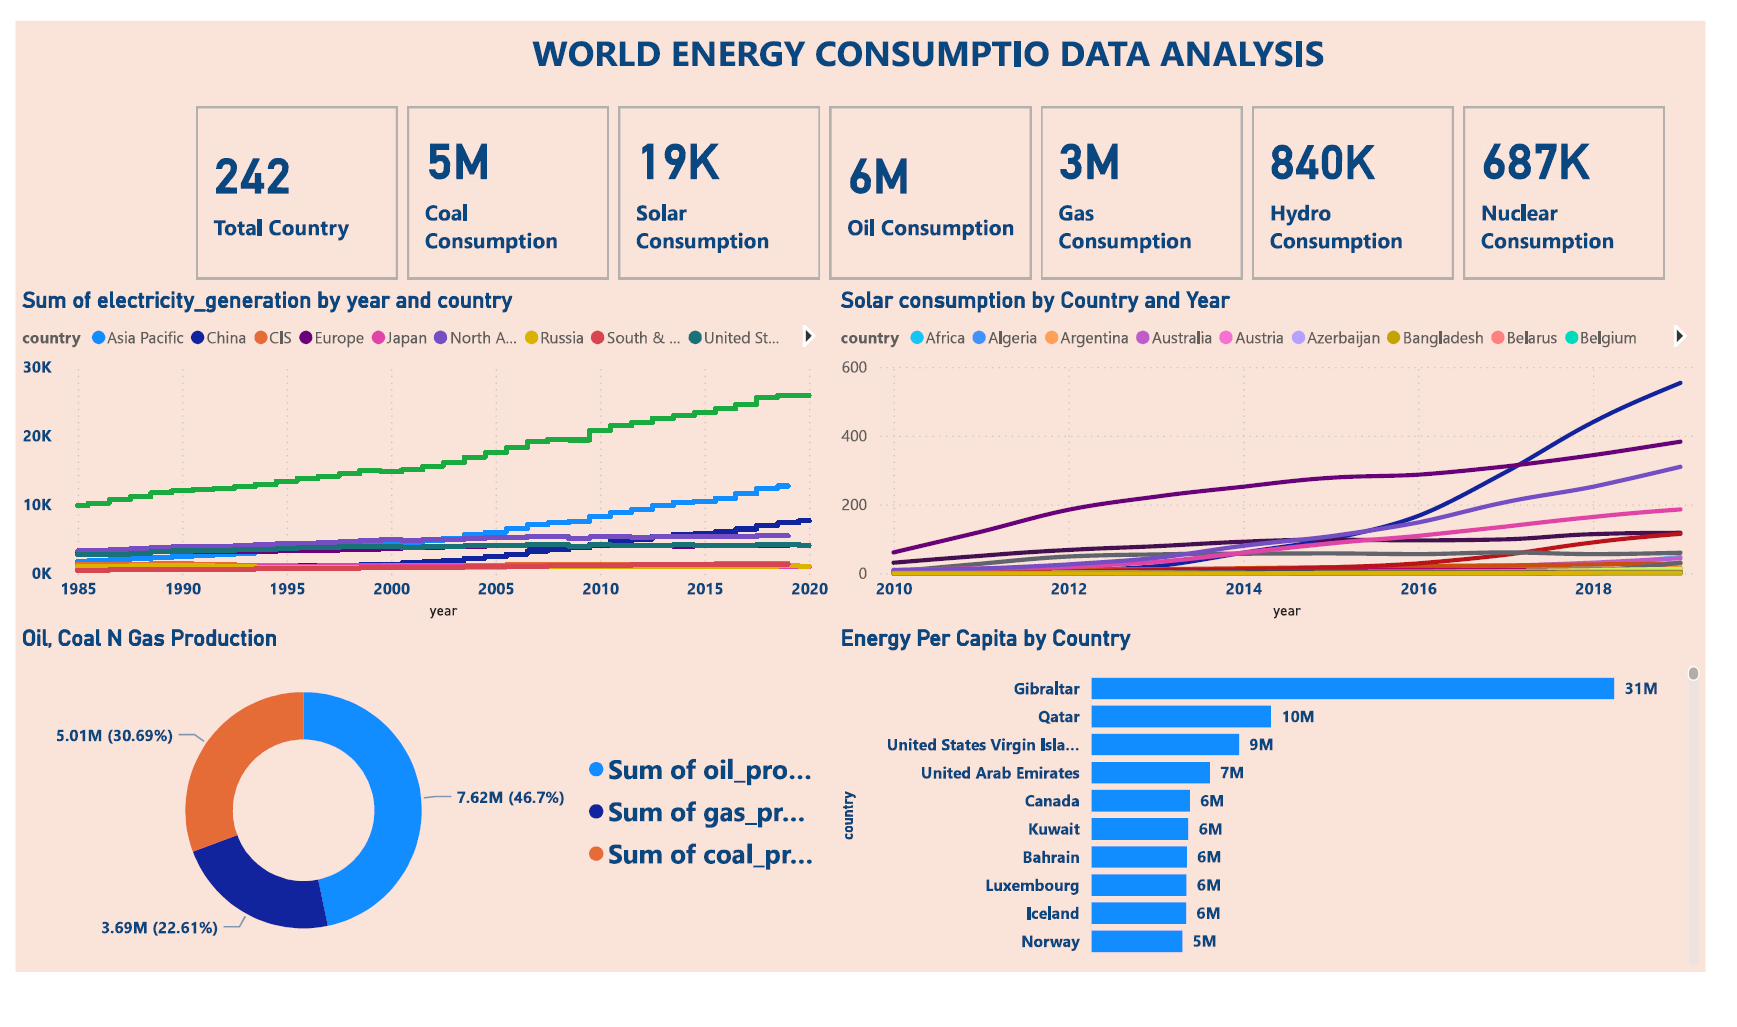 WORLD ENERGY CONSUMPTIO DATA ANALYSIS
242
Total Country
5M
Coal
Consumption
19K
Solar
Consumption
6M
Oil Consumption
3M
Gas
Consumption
840K
Hydro
Consumption
687K
Nuclear
Consumption
Sum of electricity_generation by year and country
country Asia Pacific China CIS Europe Japan North A... Russia South & ... United St...
30K
20K
10K
0K
1985 1990 1995 2000 2005 2010 2015 2020
year
Solar consumption by Country and Year
country Africa Algeria Argentina Australia Austria Azerbaijan Bangladesh Belarus Belgium
600
400
200
0
2010 2012 2014 2016 2018
year
Oil, Coal N Gas Production
5.01M (30.69%)
7.62M (46.7%)
3.69M (22.61%)
Sum of oil_pro...
Sum of gas_pr...
Sum of coal_pr...
Energy Per Capita by Country
country
Gibraltar 31M
Qatar 10M
United States Virgin Isla... 9M
United Arab Emirates 7M
Canada 6M
Kuwait 6M
Bahrain 6M
Luxembourg 6M
Iceland 6M
Norway 5M